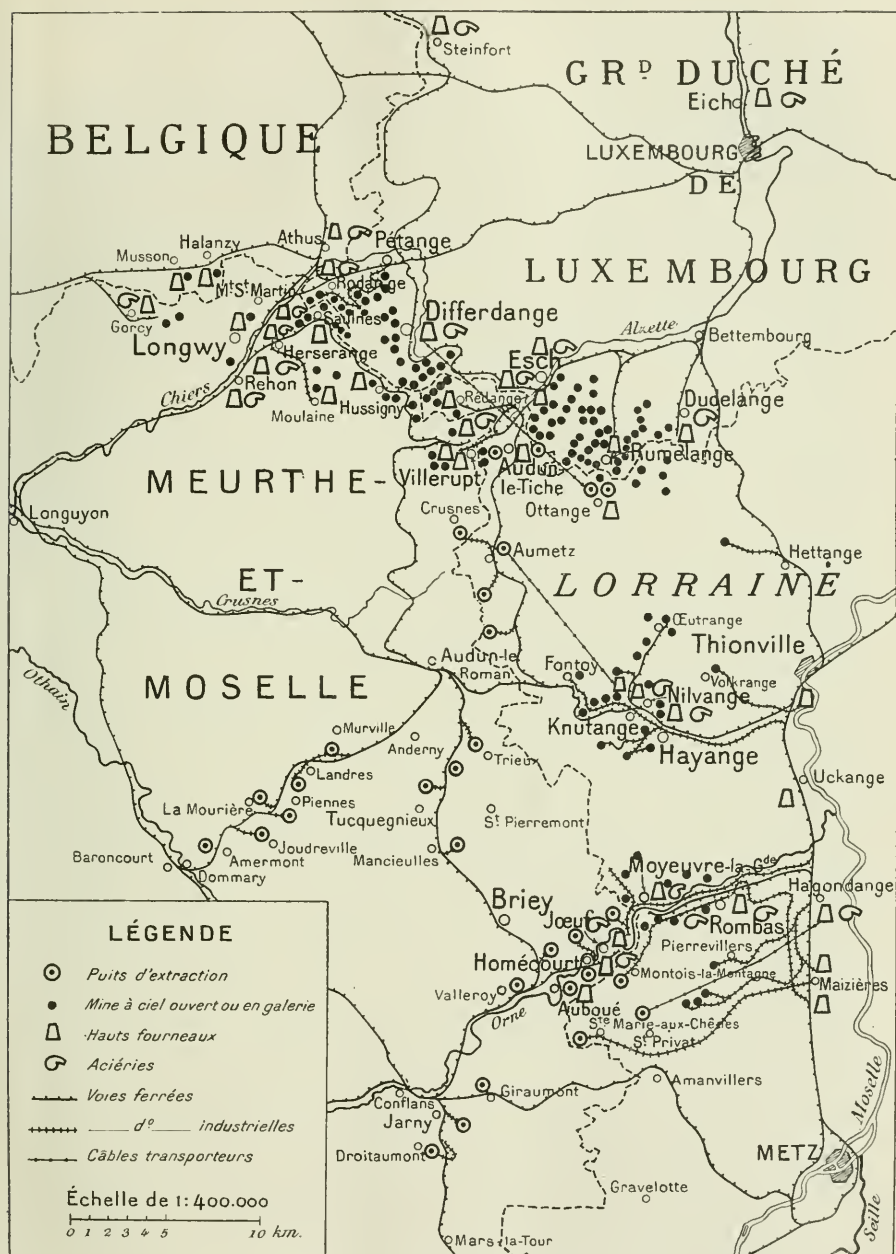 Steinfort
GRD DUCHÉ
Eich
BELGIQUE
LUXEMBOURG
DE
Athus
Pétange
Halanzy
Musson
LUXEMBOURG
Mt St Martin
Rodange
Gorcy
Saulnes
Differdange
Alzette
Bettembourg
Longwy
Herserange
Esch
Chiers
Rehon
Redange
Dudelange
Moulaine
Hussigny
Rumelange
MEURTHE-
Villerupt
Audun-
le-Tiche
Ottange
Longuyon
Crusnes
Aumetz
Hettange
ET-
LORRAINE
Crusnes
Œutrange
Thionville
Audun-le
Roman
Fontoy
Volkrange
Othain
MOSELLE
Nilvange
Knutange
Murville
Anderny
Hayange
Trieux
Landres
Uckange
La Mourière
Piennes
Tucquegnieux
St Pierremont
Joudreville
Baroncourt
Amermont
Mancieulles
Dommary
Moyeuvre-la-Gde
Hagondange
Briey
Jœuf
Rombas
Pierrevillers
Homécourt
Montois-la-Montagne
Maizières
Valleroy
Auboué
Orne
Ste Marie-aux-Chênes
St Privat
Amanvillers
Giraumont
Conflans
Jarny
Moselle
Droitaumont
METZ
Gravelotte
Seille
Mars-la-Tour
LÉGENDE
Puits d'extraction
Mine à ciel ouvert ou en galerie
Hauts fourneaux
Aciéries
Voies ferrées
do industrielles
Câbles transporteurs
Échelle de 1:400.000
0 1 2 3 4 5 10 km.